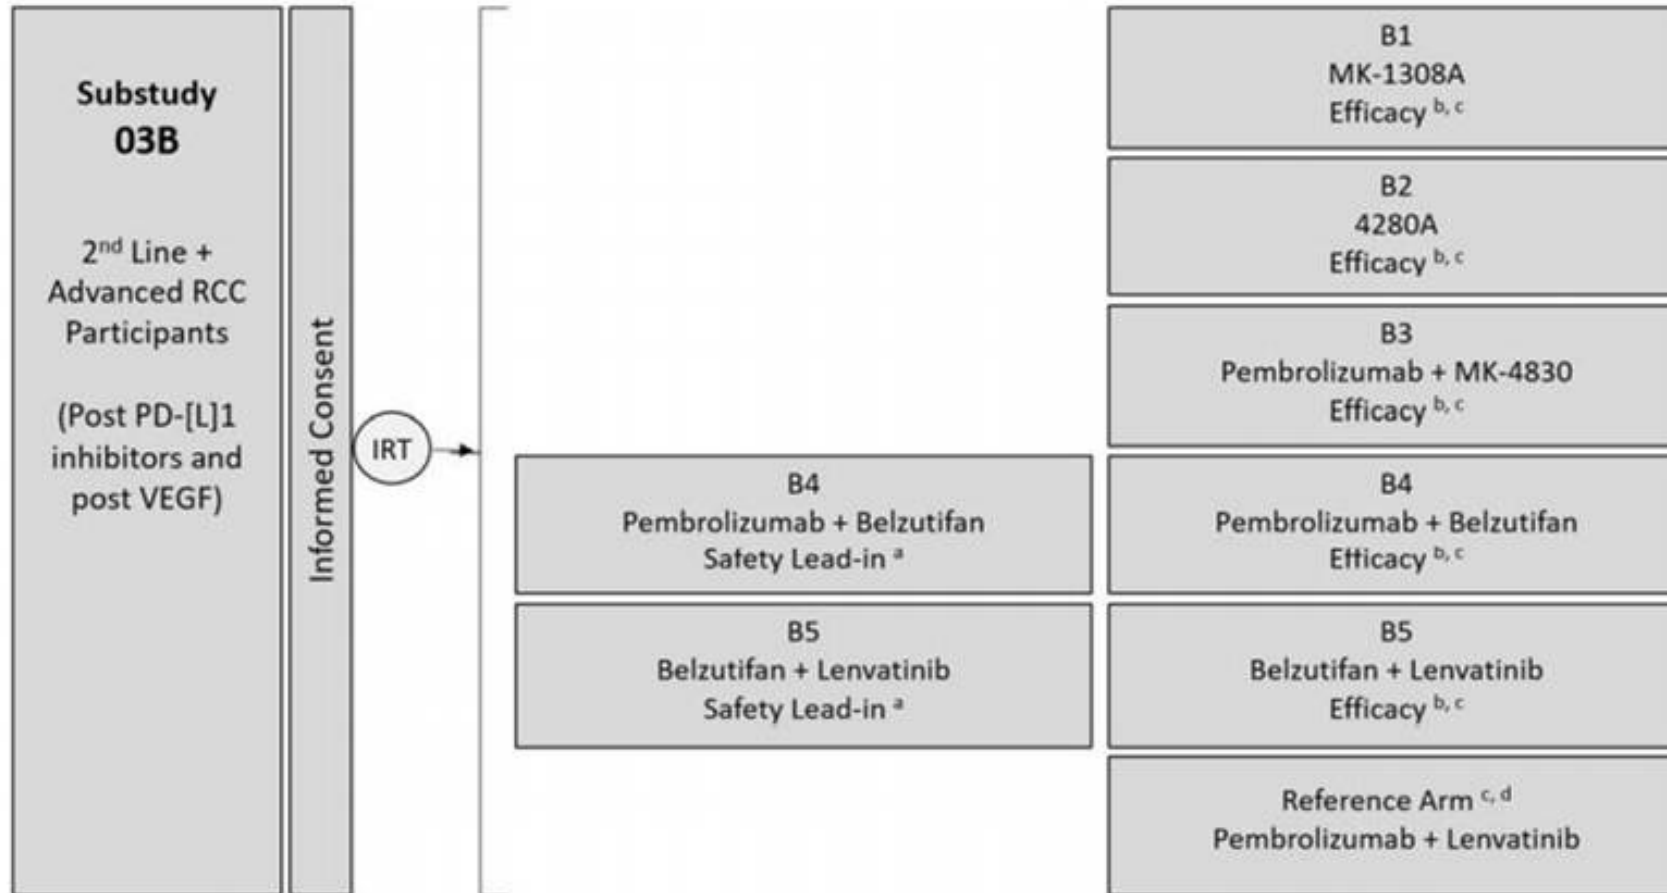 Substudy
03B
2nd Line +
Advanced RCC
Participants
(Post PD-[L]1
inhibitors and
post VEGF)
Informed Consent
IRT
B4
Pembrolizumab + Belzutifan
Safety Lead-in a
B5
Belzutifan + Lenvatinib
Safety Lead-in a
B1
MK-1308A
Efficacy b, c
B2
4280A
Efficacy b, c
B3
Pembrolizumab + MK-4830
Efficacy b, c
B4
Pembrolizumab + Belzutifan
Efficacy b, c
B5
Belzutifan + Lenvatinib
Efficacy b, c
Reference Arm c, d
Pembrolizumab + Lenvatinib